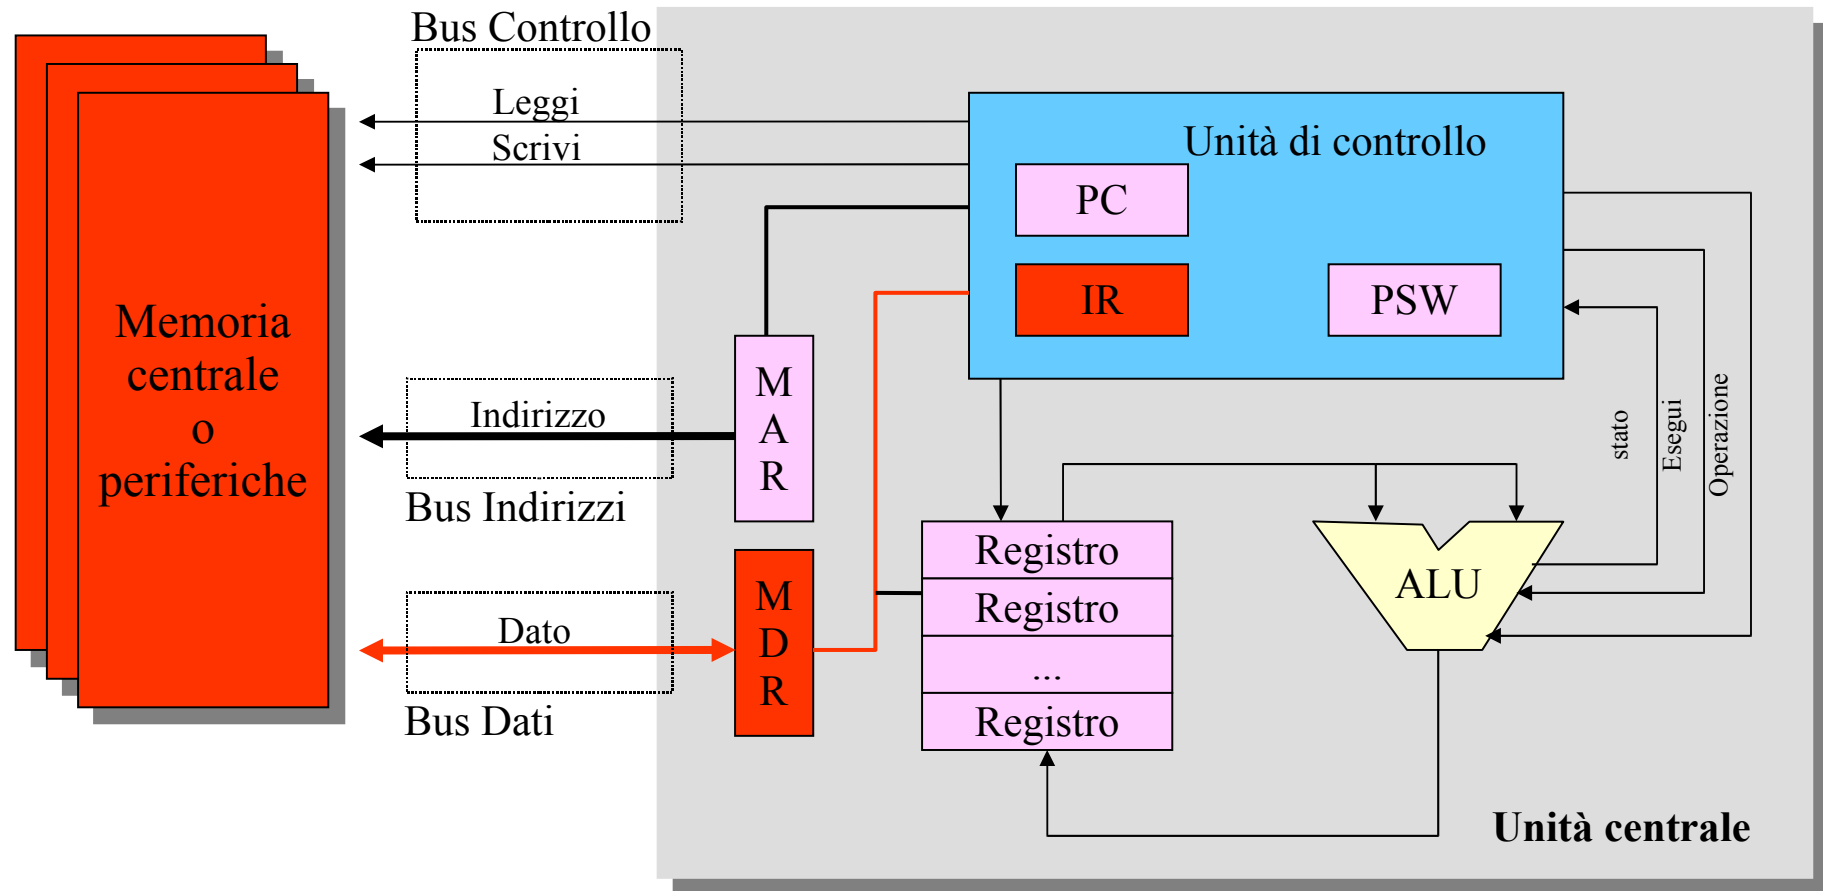 Bus Controllo
Leggi
Scrivi
Unità di controllo
PC
IR
PSW
Memoria
centrale
o
periferiche
Indirizzo
Bus Indirizzi
M
A
R
stato
Esegui
Operazione
Dato
Bus Dati
M
D
R
Registro
Registro
...
Registro
ALU
Unità centrale